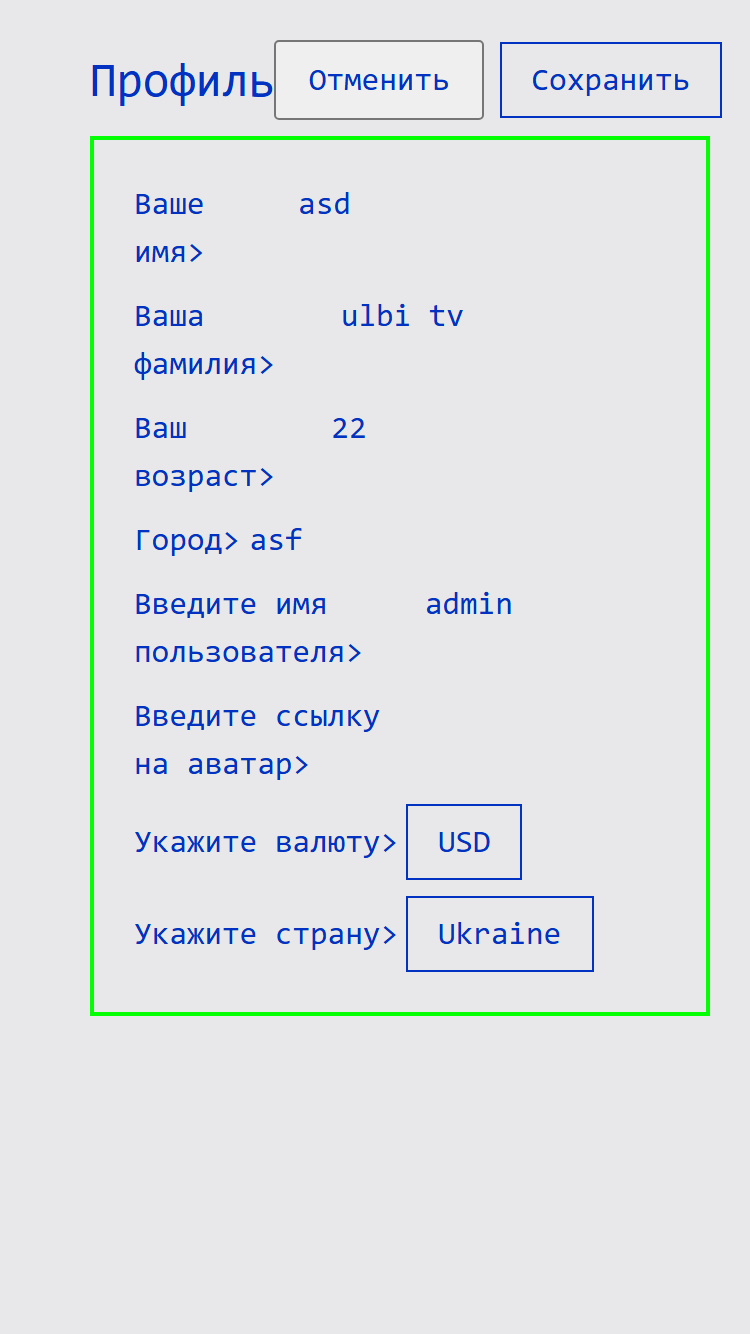 Профиль Отменить Сохранить
Ваше asd
имя>
Ваша ulbi tv
фамилия>
Ваш 22
возраст>
Город> asf
Введите имя admin
пользователя>
Введите ссылку
на аватар>
Укажите валюту> USD
Укажите страну> Ukraine